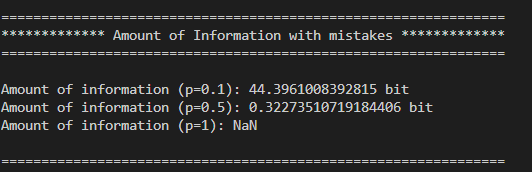 ===============================================================
************* Amount of Information with mistakes *************
===============================================================
Amount of information (p=0.1): 44.3961008392815 bit
Amount of information (p=0.5): 0.32273510719184406 bit
Amount of information (p=1): NaN
===============================================================